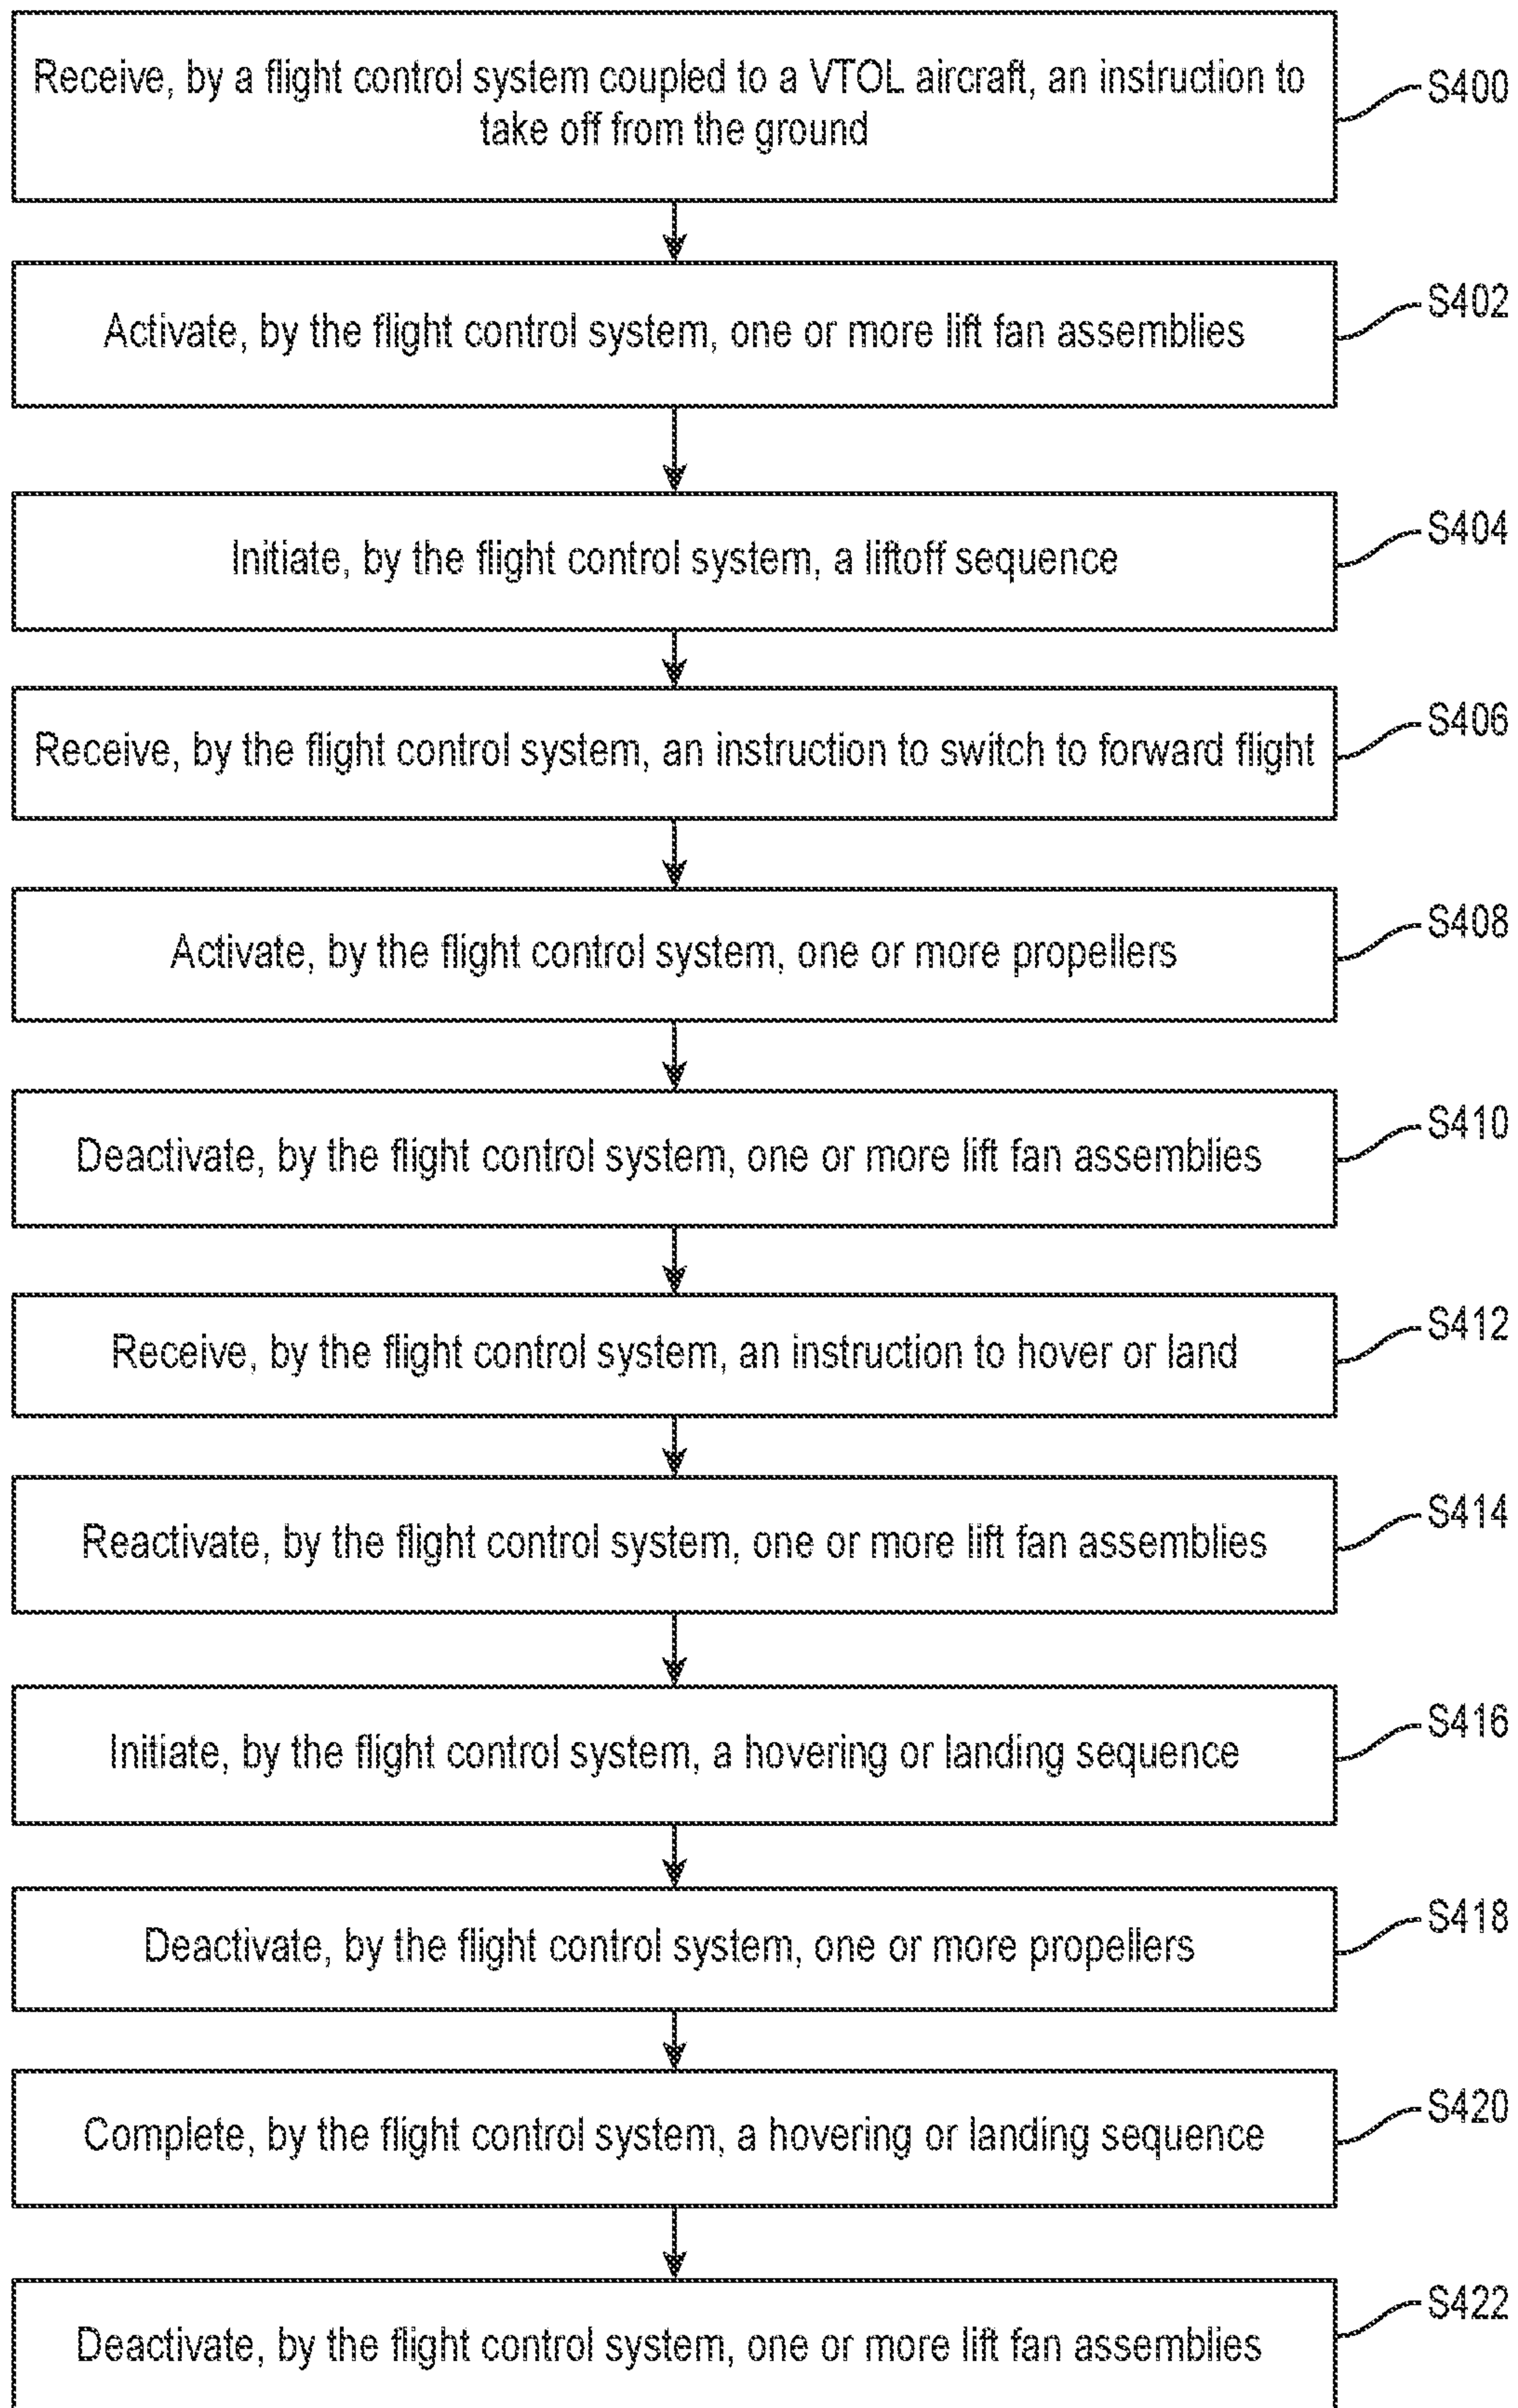 Receive, by a flight control system coupled to a VTOL aircraft, an instruction to
take off from the ground
S400
Activate, by the flight control system, one or more lift fan assemblies
S402
Initiate, by the flight control system, a liftoff sequence
S404
Receive, by the flight control system, an instruction to switch to forward flight
S406
Activate, by the flight control system, one or more propellers
S408
Deactivate, by the flight control system, one or more lift fan assemblies
S410
Receive, by the flight control system, an instruction to hover or land
S412
Reactivate, by the flight control system, one or more lift fan assemblies
S414
Initiate, by the flight control system, a hovering or landing sequence
S416
Deactivate, by the flight control system, one or more propellers
S418
Complete, by the flight control system, a hovering or landing sequence
S420
Deactivate, by the flight control system, one or more lift fan assemblies
S422